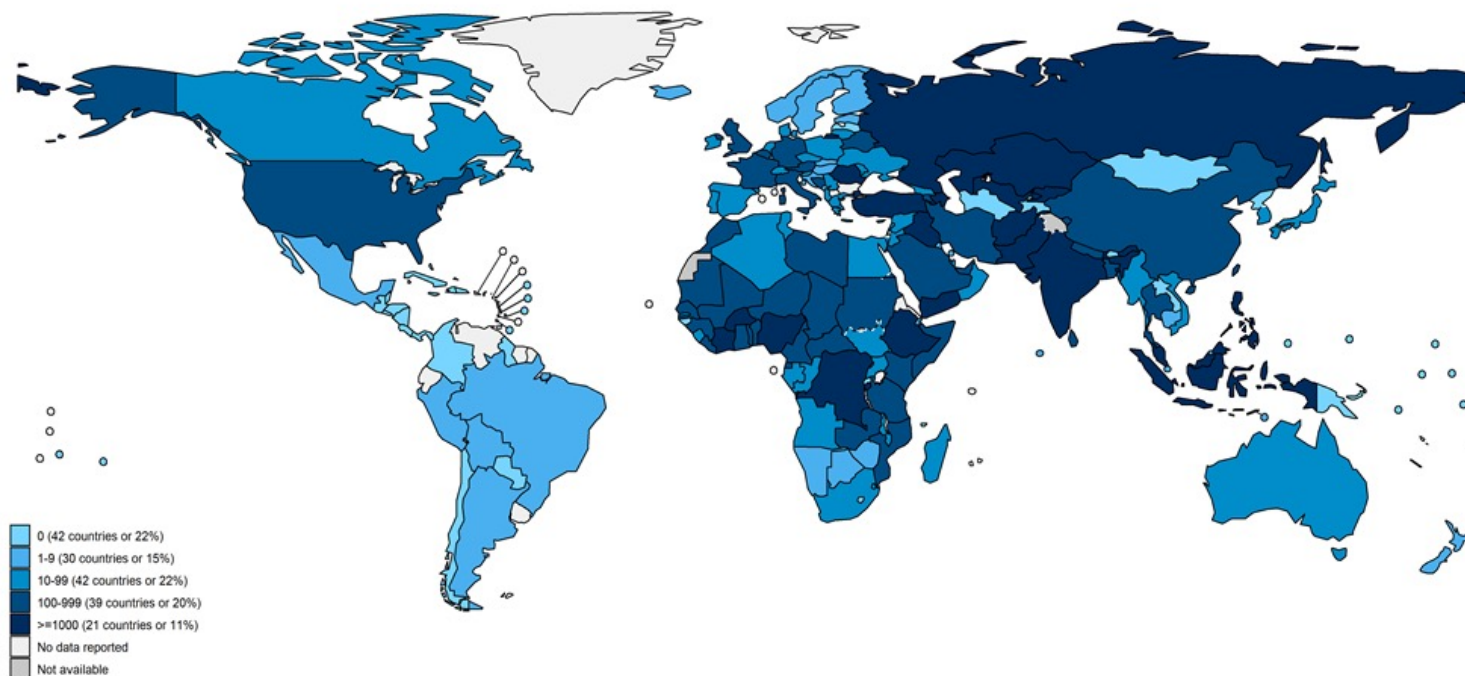 0 (42 countries or 22%)
1-9 (30 countries or 15%)
10-99 (42 countries or 22%)
100-999 (39 countries or 20%)
>=1000 (21 countries or 11%)
No data reported
Not available